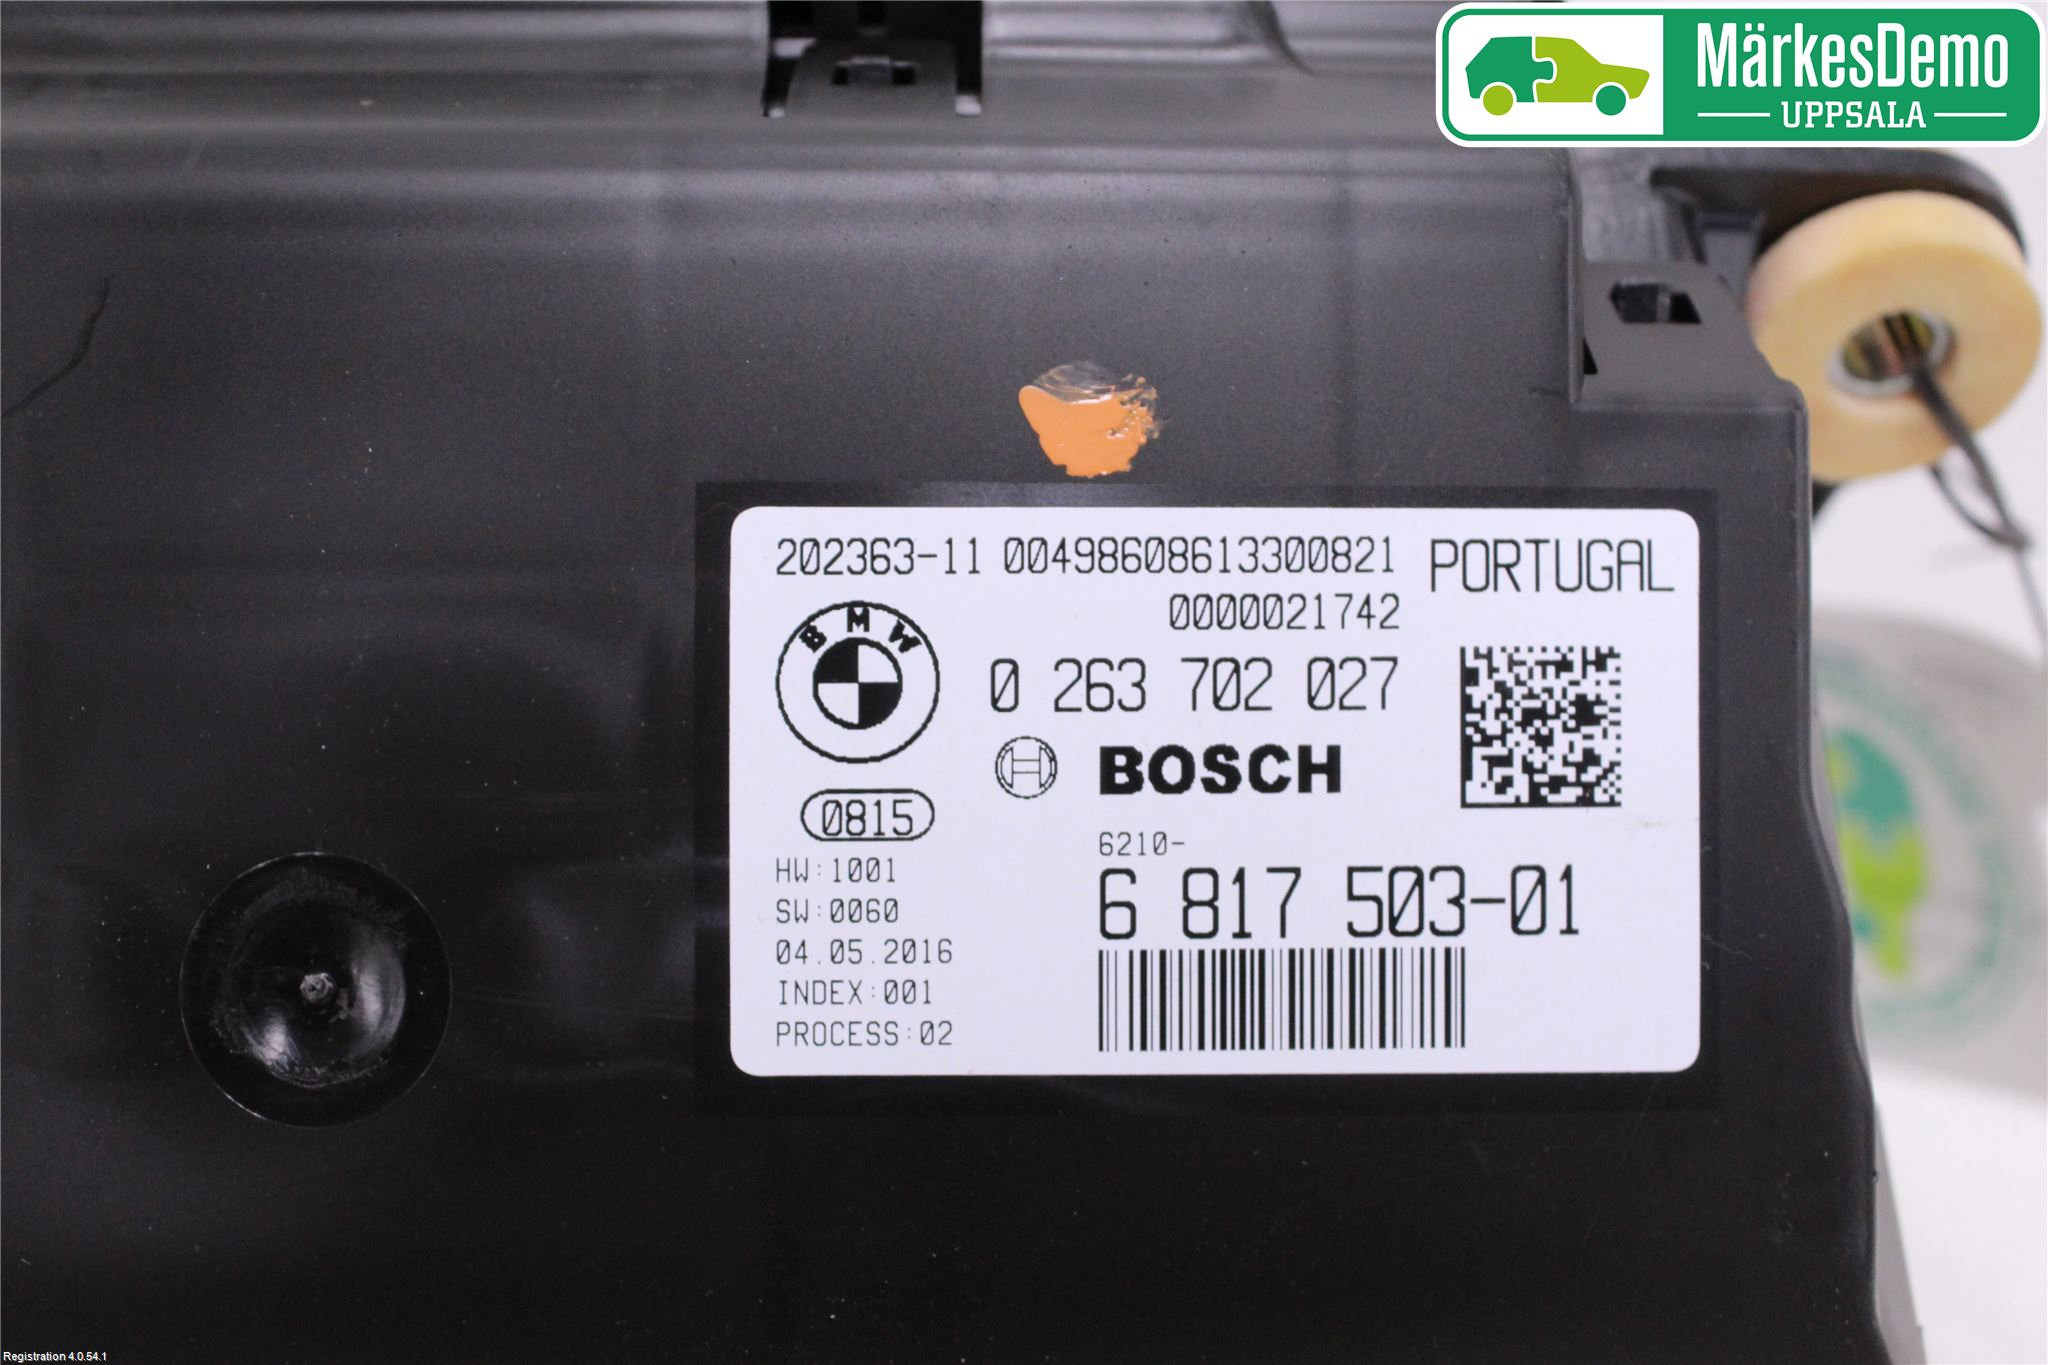 MärkesDemo
UPPSALA
202363-11 00498608613300821 PORTUGAL
0000021742
BMW
0 263 702 027
BOSCH
0815
6210-
HW:1001
6 817 503-01
SW:0060
04.05.2016
INDEX:001
PROCESS:02
Registration 4.0.54.1